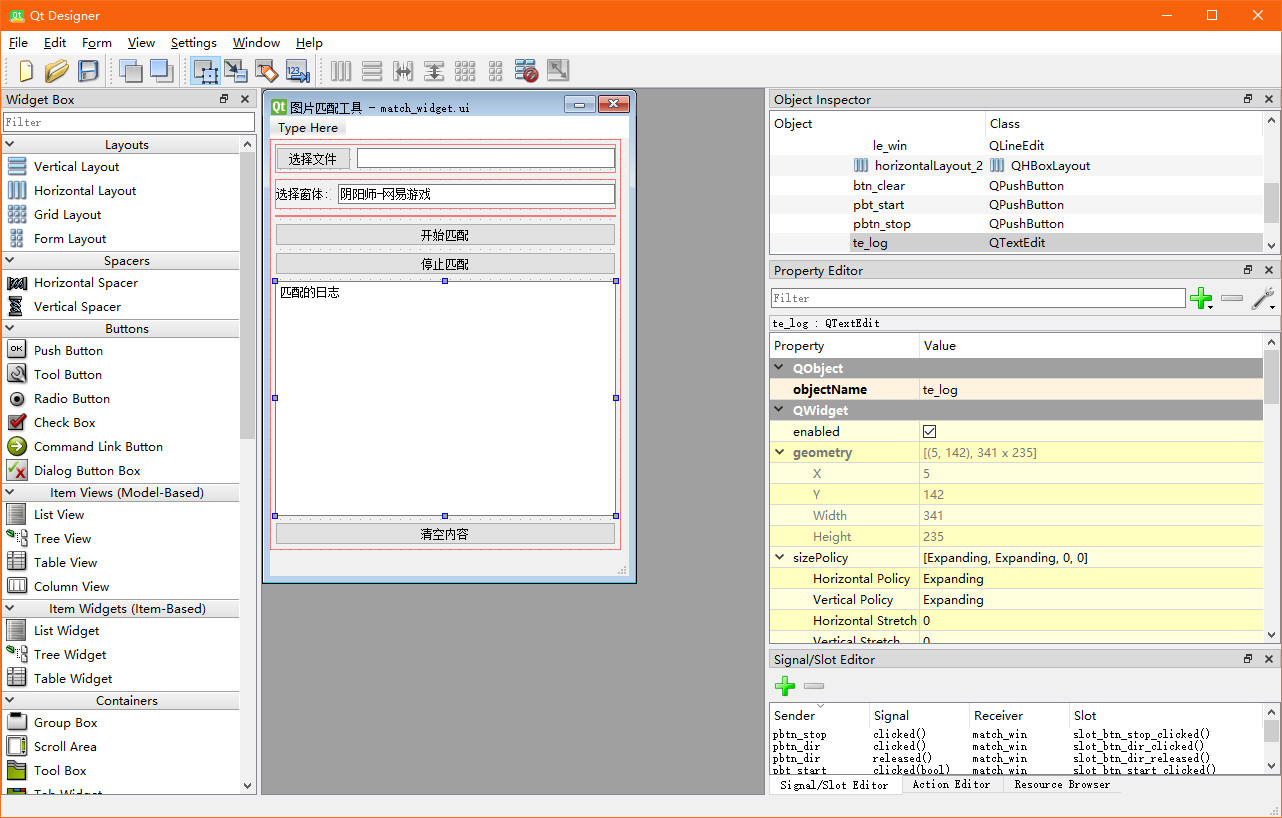 Qt Designer
File Edit Form View Settings Window Help
Widget Box
Filter
Layouts
Vertical Layout
Horizontal Layout
Grid Layout
Form Layout
Spacers
Horizontal Spacer
Vertical Spacer
Buttons
OK Push Button
Tool Button
Radio Button
Check Box
Command Link Button
Dialog Button Box
Item Views (Model-Based)
List View
Tree View
Table View
Column View
Item Widgets (Item-Based)
List Widget
Tree Widget
Table Widget
Containers
Group Box
Scroll Area
Tool Box
Tab Widget
Qt 图片匹配工具 - match_widget.ui
Type Here
选择文件
选择窗体: 阴阳师-网易游戏
开始匹配
停止匹配
匹配的日志
清空内容
Object Inspector
Object Class
le_win QLineEdit
horizontalLayout_2 QHBoxLayout
btn_clear QPushButton
pbt_start QPushButton
pbtn_stop QPushButton
te_log QTextEdit
Property Editor
Filter
te_log : QTextEdit
Property Value
QObject
objectName te_log
QWidget
enabled
geometry [(5, 142), 341 x 235]
X 5
Y 142
Width 341
Height 235
sizePolicy [Expanding, Expanding, 0, 0]
Horizontal Policy Expanding
Vertical Policy Expanding
Horizontal Stretch 0
Vertical Stretch 0
Signal/Slot Editor
Sender Signal Receiver Slot
pbtn_stop clicked() match_win slot_btn_stop_clicked()
pbtn_dir clicked() match_win slot_btn_dir_clicked()
pbtn_dir released() match_win slot_btn_dir_released()
pbt_start clicked(bool) match_win slot_btn_start_clicked()
Signal/Slot Editor Action Editor Resource Browser